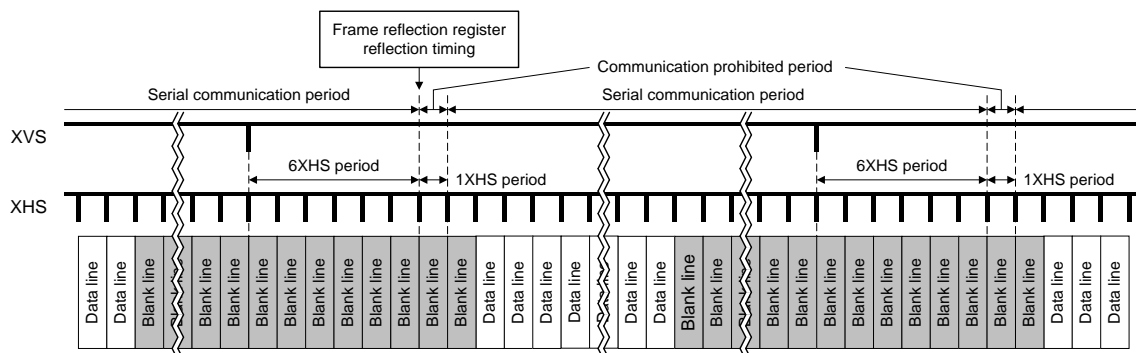 Frame reflection register
reflection timing
Communication prohibited period
Serial communication period
Serial communication period
XVS
6XHS period
1XHS period
6XHS period
1XHS period
XHS
Data line
Data line
Blank line
Blank line
Blank line
Blank line
Blank line
Blank line
Blank line
Blank line
Blank line
Blank line
Blank line
Data line
Data line
Data line
Data line
Data line
Data line
Blank line
Blank line
Blank line
Blank line
Blank line
Blank line
Blank line
Blank line
Blank line
Blank line
Blank line
Blank line
Data line
Data line
Data line